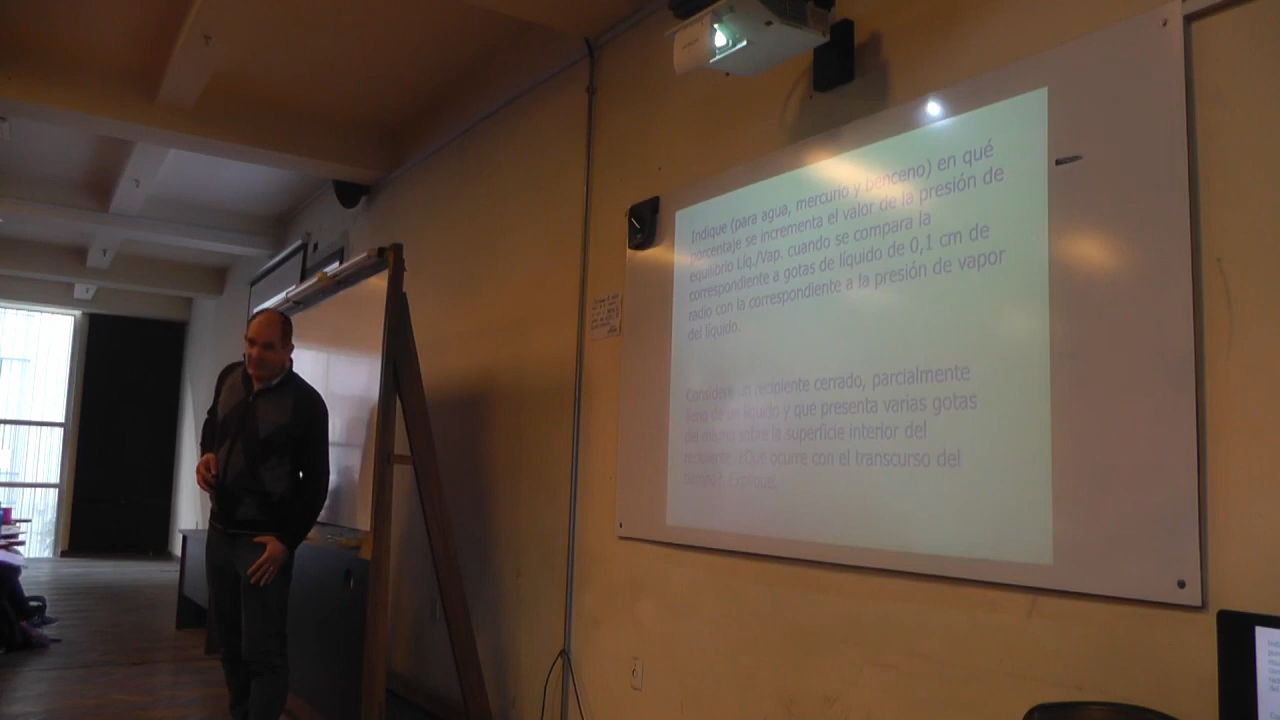 Indique (para agua, mercurio y benceno) en qué
porcentaje se incrementa el valor de la presión de
equilibrio Líq./Vap. cuando se compara la
correspondiente a gotas de líquido de 0,1 cm de
radio con la correspondiente a la presión de vapor
del líquido.
Considere un recipiente cerrado, parcialmente
lleno de un líquido y que presenta varias gotas
del mismo sobre la superficie interior del
recipiente. ¿Qué ocurre con el transcurso del
tiempo?. Explique.